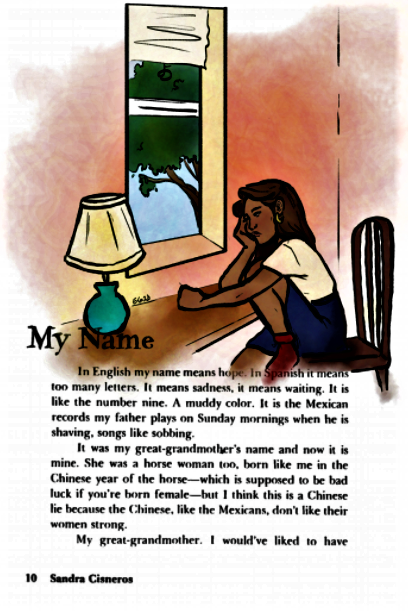 My Name
In English my name means hope. In Spanish it means
too many letters. It means sadness, it means waiting. It is
like the number nine. A muddy color. It is the Mexican
records my father plays on Sunday mornings when he is
shaving, songs like sobbing.
It was my great-grandmother's name and now it is
mine. She was a horse woman too, born like me in the
Chinese year of the horse—which is supposed to be bad
luck if you're born female—but I think this is a Chinese
lie because the Chinese, like the Mexicans, don't like their
women strong.
My great-grandmother. I would've liked to have
10 Sandra Cisneros